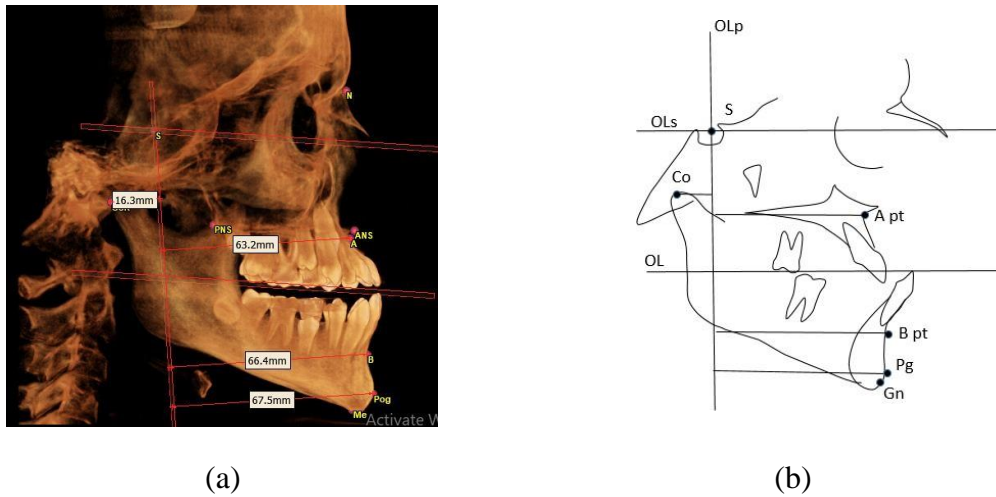 N
S
16.3mm
PNS
ANS
63.2mm
A
B
66.4mm
Pog
67.5mm
Me
Activate W
OLp
S
OLs
Co
A pt
OL
B pt
Pg
Gn
(a)
(b)